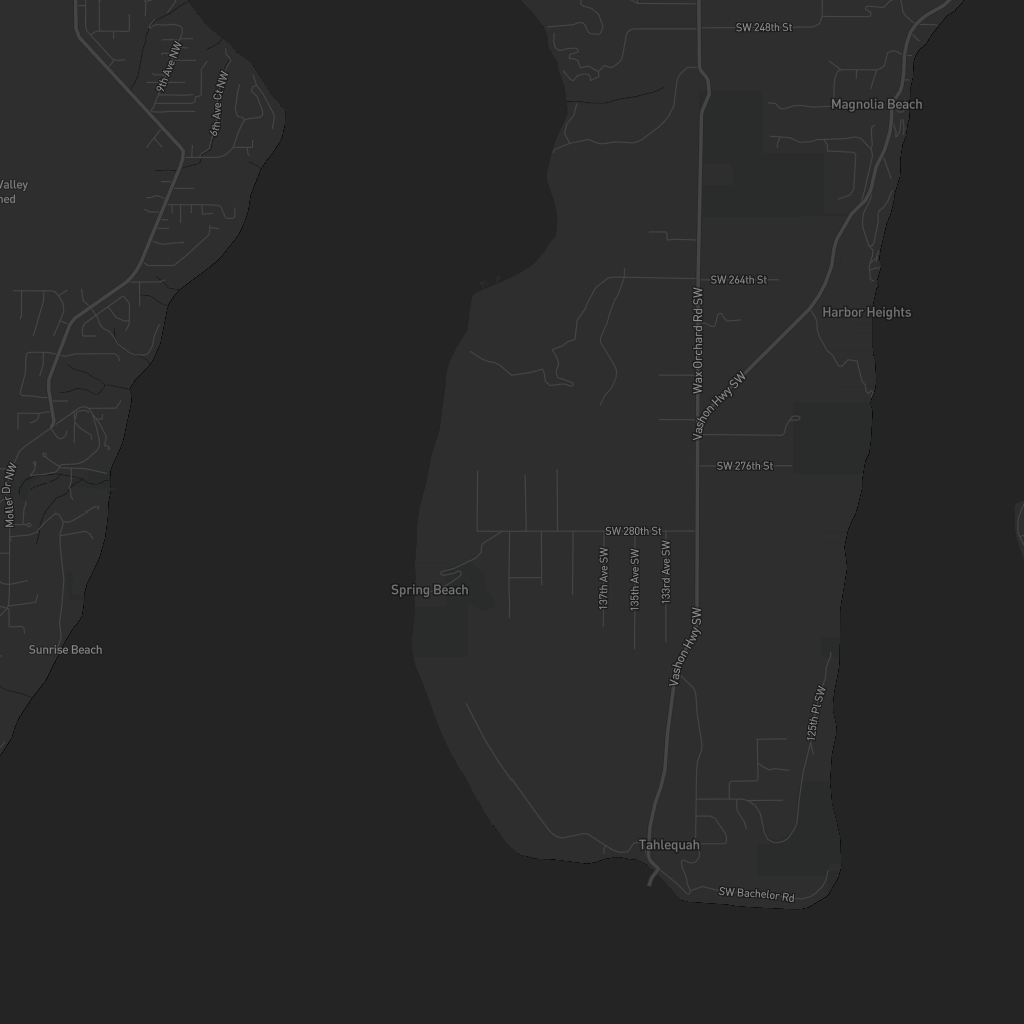 SW 248th St
9th Ave NW
6th Ave Ct NW
Magnolia Beach
Valley
SW 264th St
Wax Orchard Rd SW
Harbor Heights
Vashon Hwy SW
SW 276th St
Motler Dr NW
SW 280th St
137th Ave SW
135th Ave SW
133rd Ave SW
Spring Beach
Vashon Hwy SW
Sunrise Beach
125th Pl SW
Tahlequah
SW Bachelor Rd